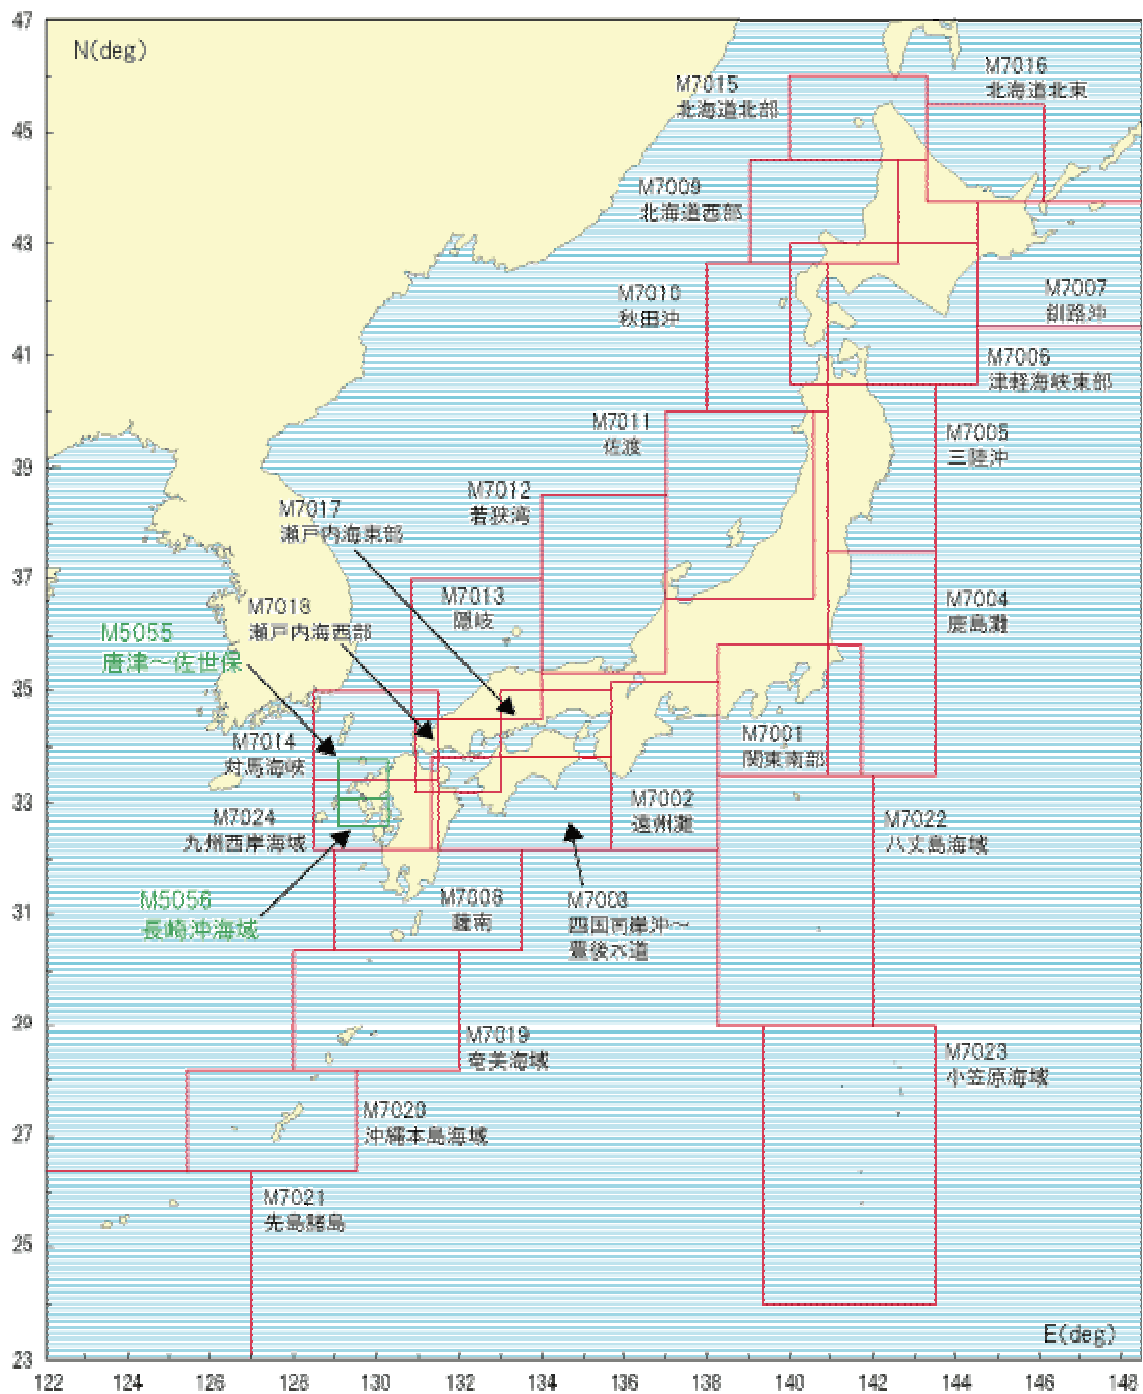 47
N(deg)
M7015
北海道北部
M7016
北海道北東
45
M7009
北海道西部
43
M7010
秋田沖
M7007
釧路沖
41
M7006
津軽海峡東部
M7011
佐渡
M7005
三陸沖
39
M7012
若狭湾
M7017
瀬戸内海東部
37
M7013
隠岐
M7018
瀬戸内海西部
M7004
鹿島灘
M5055
唐津～佐世保
35
M7014
対馬海峡
M7001
関東南部
33
M7024
九州西岸海域
M7002
遠州灘
M7022
八丈島海域
M5056
長崎沖海域
M7008
薩南
M7003
四国南岸沖～
豊後水道
31
29
M7019
奄美海域
M7023
小笠原海域
M7020
沖縄本島海域
27
M7021
先島諸島
25
E(deg)
23
122 124 126 128 130 132 134 136 138 140 142 144 146 148